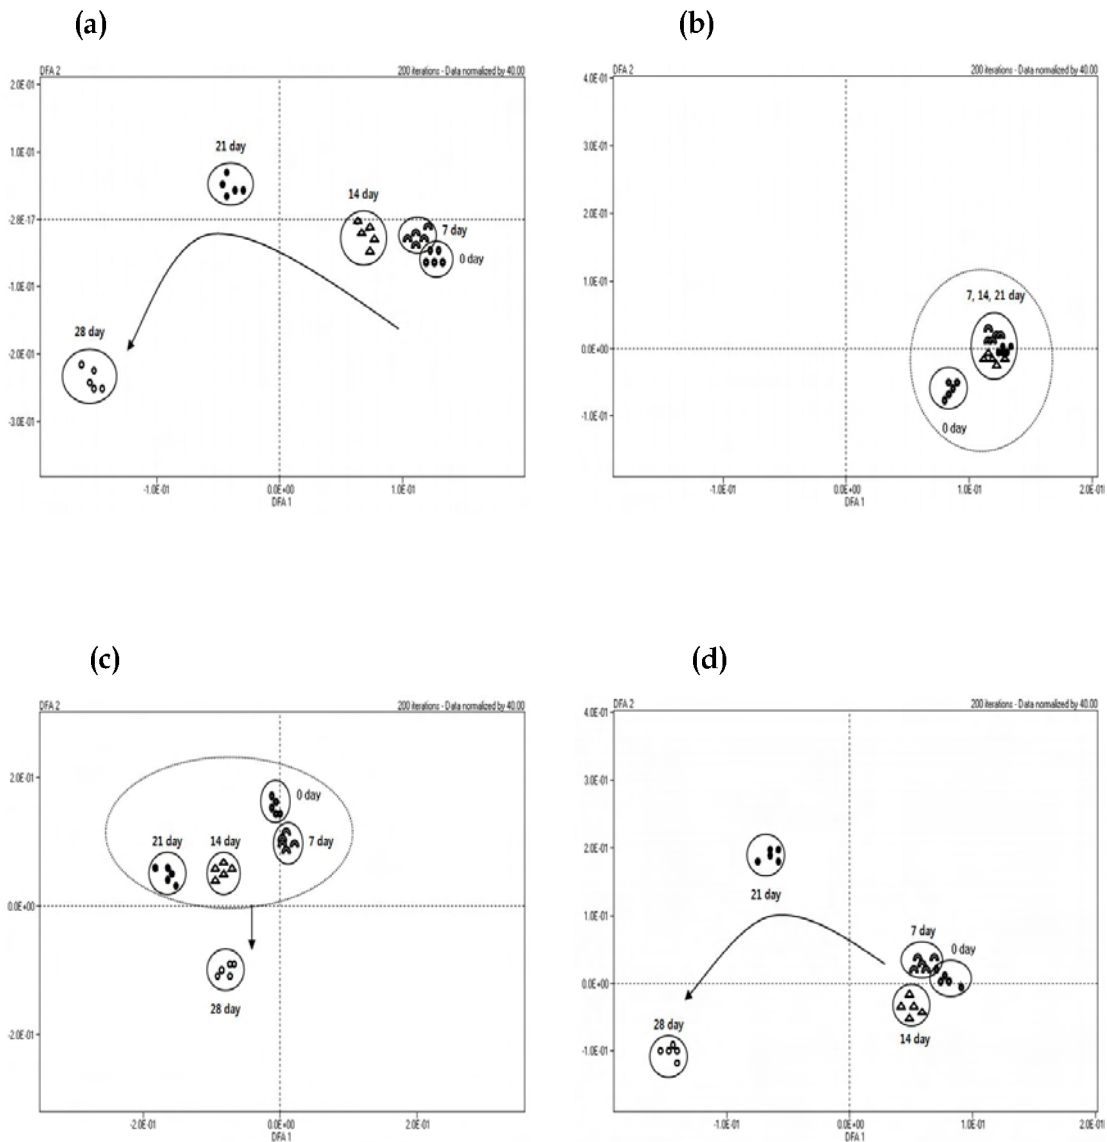 (a)
DFA 2
200 iterions - Data normalized by 40.00
2.0E-01
21 day
1.0E-01
14 day
-2.8E-17
7 day
0 day
-1.0E-01
28 day
-2.0E-01
-3.0E-01
-1.0E-01
0.0E+00
1.0E-01
DFA 1
(b)
DFA 2
200 iterions - Data normalized by 40.00
4.0E-01
3.0E-01
2.0E-01
1.0E-01
7, 14, 21 day
0.0E+00
-1.0E-01
0 day
-1.0E-01
0.0E+00
1.0E-01
2.0E-01
DFA 1
(c)
DFA 2
200 iterions - Data normalized by 40.00
2.0E-01
0 day
21 day
14 day
7 day
0.0E+00
28 day
-2.0E-01
-2.0E-01
0.0E+00
2.0E-01
DFA 1
(d)
DFA 2
200 iterions - Data normalized by 40.00
4.0E-01
3.0E-01
2.0E-01
21 day
1.0E-01
7 day
0 day
0.0E+00
14 day
28 day
-1.0E-01
-1.0E-01
0.0E+00
1.0E-01
2.0E-01
DFA 1